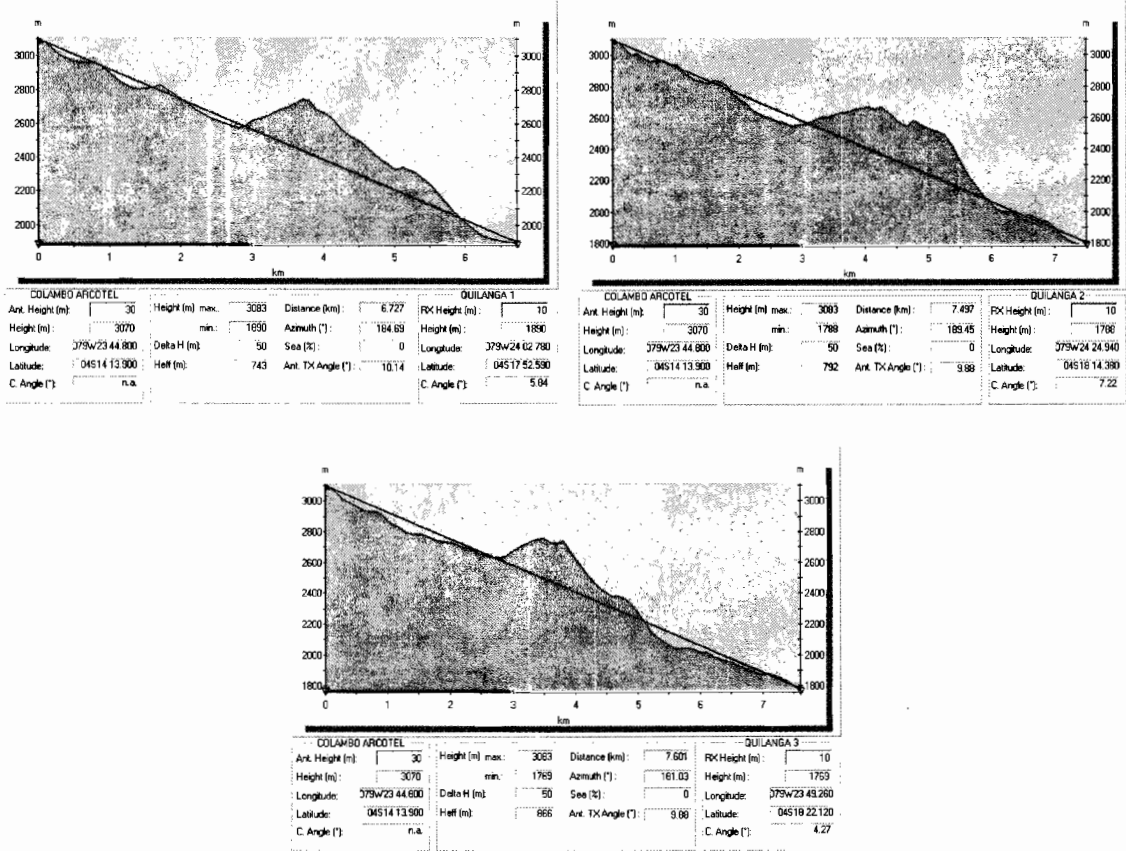 m
m
3000
2800
2600
2400
2200
2000
3000
2800
2600
2400
2200
2000
0 1 2 3 4 5 6
km
COLAMBO ARCOTEL
Ant. Height (m): 30
Height (m): 3070
Longitude: 079W23 44.800
Latitude: 04S14 13.900
C. Angle (°): n.a.
Height (m) max.: 3083
min.: 1890
Delta H (m): 50
Heff (m): 743
Distance (km): 6.727
Azimuth (°): 184.69
Sea (%): 0
Ant. TX Angle (°): 10.14
QUILANGA 1
RX Height (m): 10
Height (m): 1890
Longitude: 079W24 02.780
Latitude: 04S17 52.590
C. Angle (°): 5.84
m
m
3000
2800
2600
2400
2200
2000
1800
3000
2800
2600
2400
2200
2000
1800
0 1 2 3 4 5 6 7
km
COLAMBO ARCOTEL
Ant. Height (m): 30
Height (m): 3070
Longitude: 079W23 44.800
Latitude: 04S14 13.900
C. Angle (°): n.a.
Height (m) max.: 3083
min.: 1788
Delta H (m): 50
Heff (m): 792
Distance (km): 7.497
Azimuth (°): 189.45
Sea (%): 0
Ant. TX Angle (°): 9.88
QUILANGA 2
RX Height (m): 10
Height (m): 1788
Longitude: 079W24 24.940
Latitude: 04S18 14.380
C. Angle (°): 7.22
m
m
3000
2800
2600
2400
2200
2000
1800
3000
2800
2600
2400
2200
2000
1800
0 1 2 3 4 5 6 7
km
COLAMBO ARCOTEL
Ant. Height (m): 30
Height (m): 3070
Longitude: 079W23 44.800
Latitude: 04S14 13.900
C. Angle (°): n.a.
Height (m) max.: 3083
min.: 1769
Delta H (m): 50
Heff (m): 866
Distance (km): 7.601
Azimuth (°): 181.03
Sea (%): 0
Ant. TX Angle (°): 9.88
QUILANGA 3
RX Height (m): 10
Height (m): 1769
Longitude: 079W23 49.260
Latitude: 04S18 22.120
C. Angle (°): 4.27